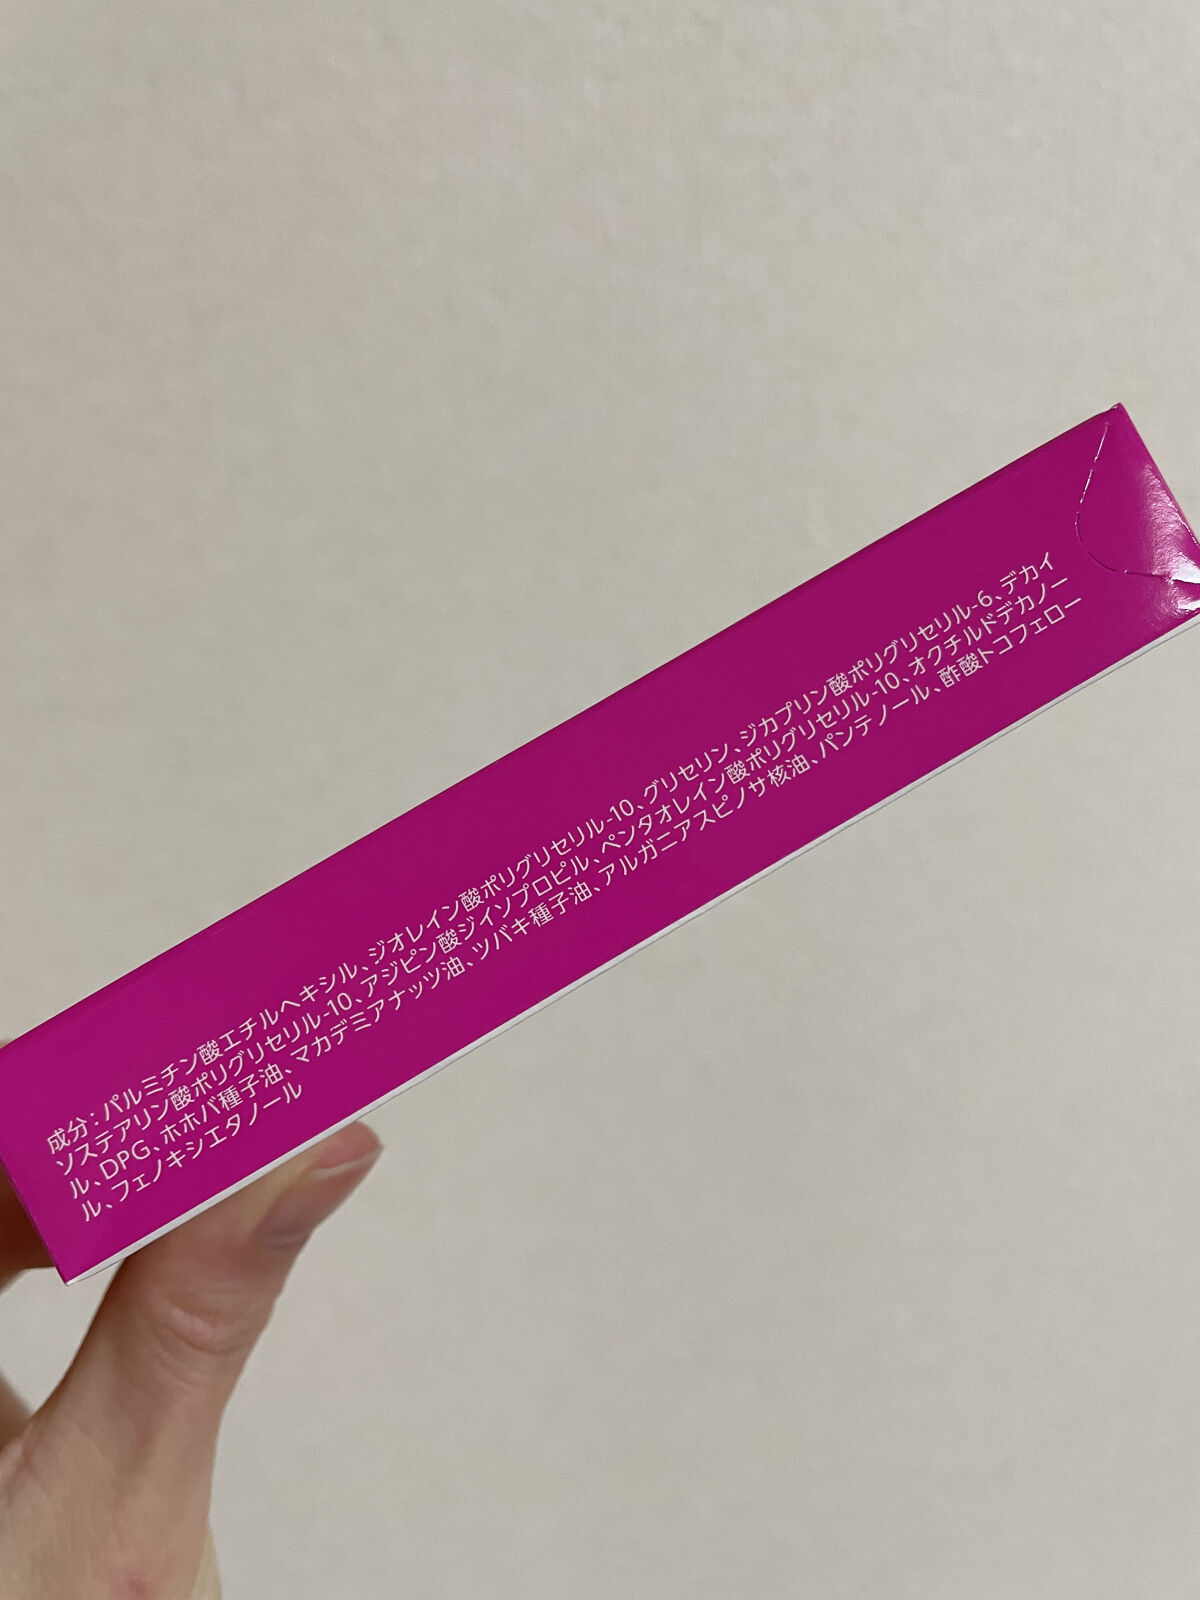 成分：パルミチン酸エチルヘキシル、ジオレイン酸ポリグリセリル-10、グリセリン、ジカプリン酸ポリグリセリル-6、デカイ
ソステアリン酸ポリグリセリル-10、アジピン酸ジイソプロピル、ペンタオレイン酸ポリグリセリル-10、オクチルドデカノー
ル、DPG、ホホバ種子油、マカデミアナッツ油、ツバキ種子油、アルガニアスピノサ核油、パンテノール、酢酸トコフェロー
ル、フェノキシエタノール